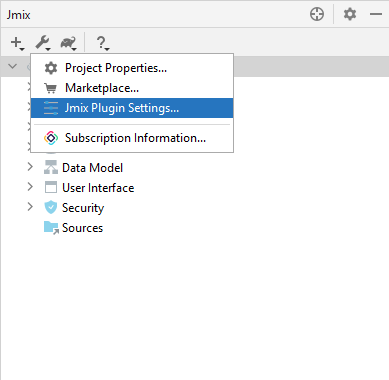 Jmix
Project Properties...
Marketplace...
Jmix Plugin Settings...
Subscription Information...
Data Model
User Interface
Security
Sources